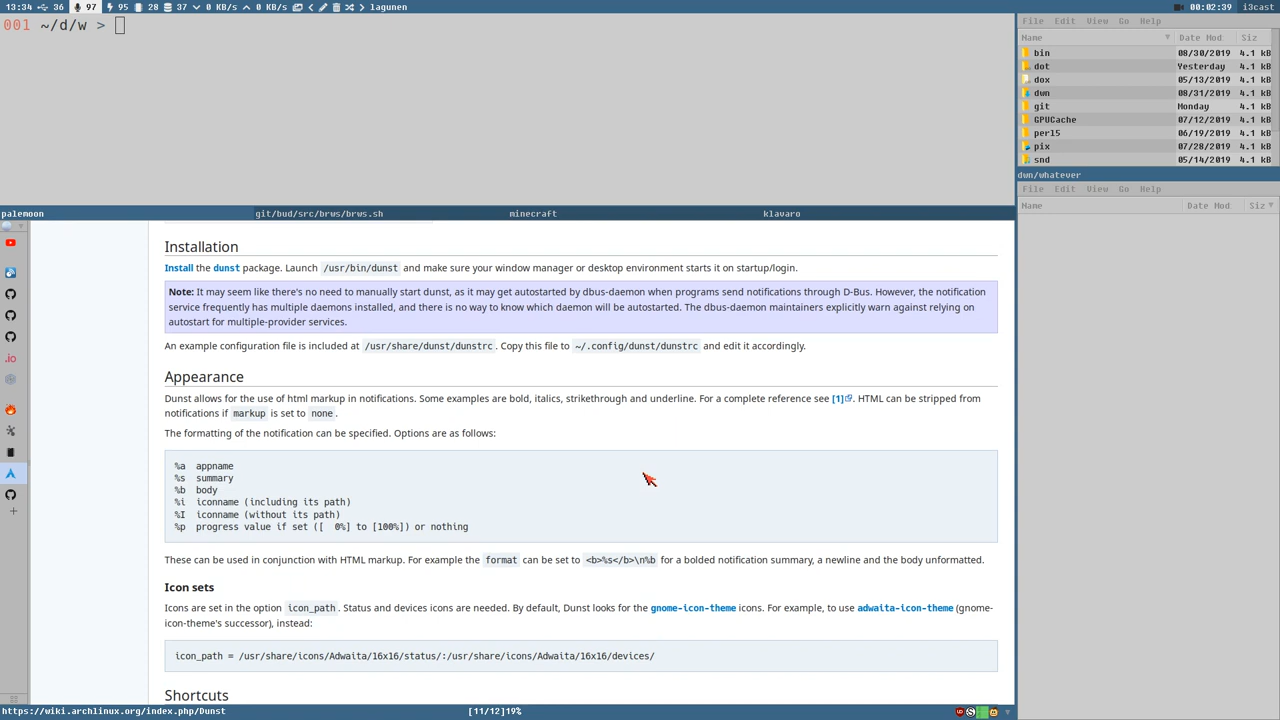 13:34 36 97 95 28 37 0 KB/s 0 KB/s lagunen 00:02:39 i3cast
001 ~/d/w >
File Edit View Go Help
Name Date Mod Siz
bin 08/30/2019 4.1 kB
dot Yesterday 4.1 kB
dox 05/13/2019 4.1 kB
dwn 08/31/2019 4.1 kB
git Monday 4.1 kB
GPUCache 07/12/2019 4.1 kB
perl5 06/19/2019 4.1 kB
pix 07/28/2019 4.1 kB
snd 05/14/2019 4.1 kB
dwn/whatever
File Edit View Go Help
Name Date Mod Siz
palemoon git/bud/src/brws/brws.sh minecraft klavaro
Installation
Install the dunst package. Launch /usr/bin/dunst and make sure your window manager or desktop environment starts it on startup/login.
Note: It may seem like there's no need to manually start dunst, as it may get autostarted by dbus-daemon when programs send notifications through D-Bus. However, the notification
service frequently has multiple daemons installed, and there is no way to know which daemon will be autostarted. The dbus-daemon maintainers explicitly warn against relying on
autostart for multiple-provider services.
An example configuration file is included at /usr/share/dunst/dunstrc. Copy this file to ~/.config/dunst/dunstrc and edit it accordingly.
Appearance
Dunst allows for the use of html markup in notifications. Some examples are bold, italics, strikethrough and underline. For a complete reference see [1]. HTML can be stripped from
notifications if markup is set to none.
The formatting of the notification can be specified. Options are as follows:
%a appname
%s summary
%b body
%i iconname (including its path)
%I iconname (without its path)
%p progress value if set ([  0%] to [100%]) or nothing
These can be used in conjunction with HTML markup. For example the format can be set to <b>%s</b>\n%b for a bolded notification summary, a newline and the body unformatted.
Icon sets
Icons are set in the option icon_path. Status and devices icons are needed. By default, Dunst looks for the gnome-icon-theme icons. For example, to use adwaita-icon-theme (gnome-
icon-theme's successor), instead:
icon_path = /usr/share/icons/Adwaita/16x16/status/:/usr/share/icons/Adwaita/16x16/devices/
Shortcuts
.io
https://wiki.archlinux.org/index.php/Dunst [11/12]19%